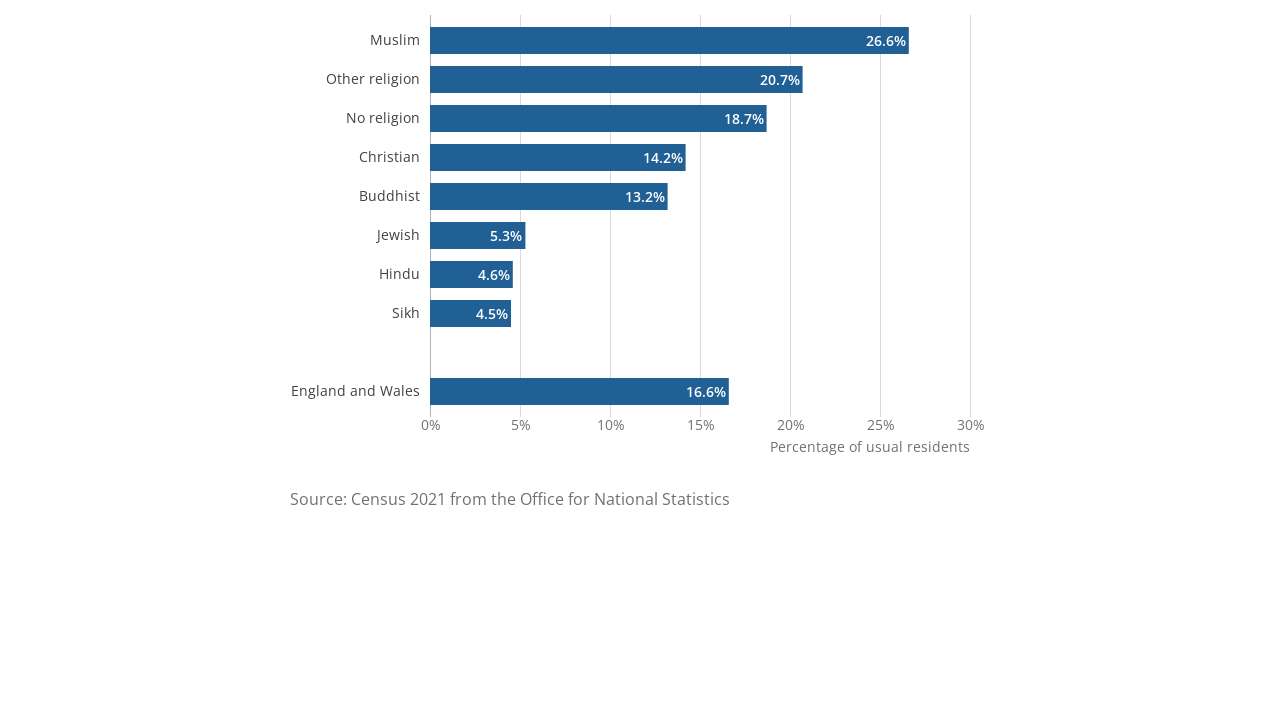 Muslim 26.6%
Other religion 20.7%
No religion 18.7%
Christian 14.2%
Buddhist 13.2%
Jewish 5.3%
Hindu 4.6%
Sikh 4.5%
England and Wales 16.6%
0% 5% 10% 15% 20% 25% 30%
Percentage of usual residents
Source: Census 2021 from the Office for National Statistics